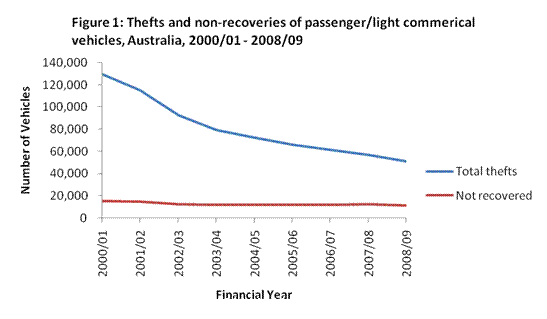 Figure 1: Thefts and non-recoveries of passenger/light commerical
vehicles, Australia, 2000/01 - 2008/09
140,000
120,000
100,000
80,000
60,000
40,000
20,000
0
Number of Vehicles
Total thefts
Not recovered
2000/01
2001/02
2002/03
2003/04
2004/05
2005/06
2006/07
2007/08
2008/09
Financial Year